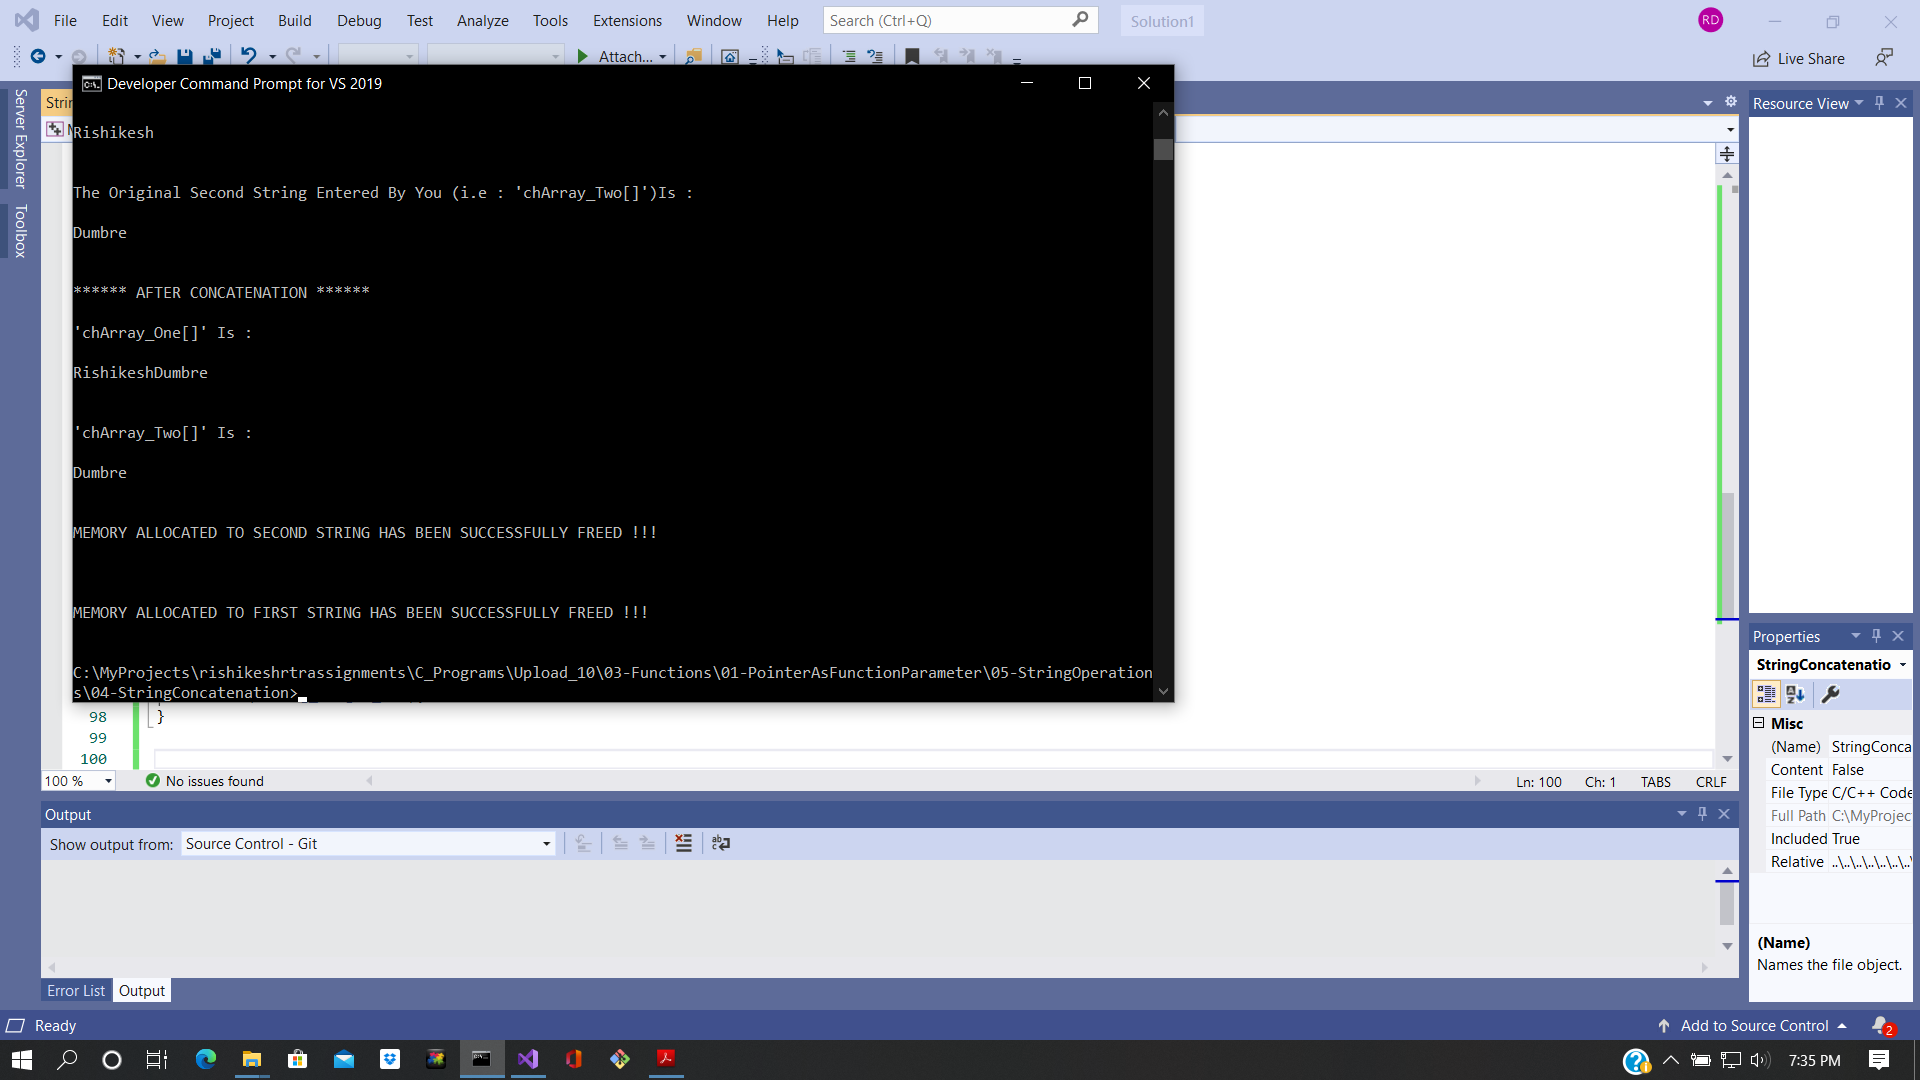 File Edit View Project Build Debug Test Analyze Tools Extensions Window Help Search (Ctrl+Q) Solution1 RD
Attach... Live Share
Developer Command Prompt for VS 2019
Server Explorer
Toolbox
Rishikesh
The Original Second String Entered By You (i.e : 'chArray_Two[]')Is :
Dumbre
****** AFTER CONCATENATION ******
'chArray_One[]' Is :
RishikeshDumbre
'chArray_Two[]' Is :
Dumbre
MEMORY ALLOCATED TO SECOND STRING HAS BEEN SUCCESSFULLY FREED !!!
MEMORY ALLOCATED TO FIRST STRING HAS BEEN SUCCESSFULLY FREED !!!
C:\MyProjects\rishikeshrtrassignments\C_Programs\Upload_10\03-Functions\01-PointerAsFunctionParameter\05-StringOperation
s\04-StringConcatenation>
98 }
99
100
100 % No issues found Ln: 100 Ch: 1 TABS CRLF
Output
Show output from: Source Control - Git
Error List Output
Resource View
Properties
StringConcatenatio
Misc
(Name) StringConca
Content False
File Type C/C++ Code
Full Path C:\MyProjec
Included True
Relative ..\..\..\..\..\..\..\
(Name)
Names the file object.
Ready Add to Source Control 2
7:35 PM